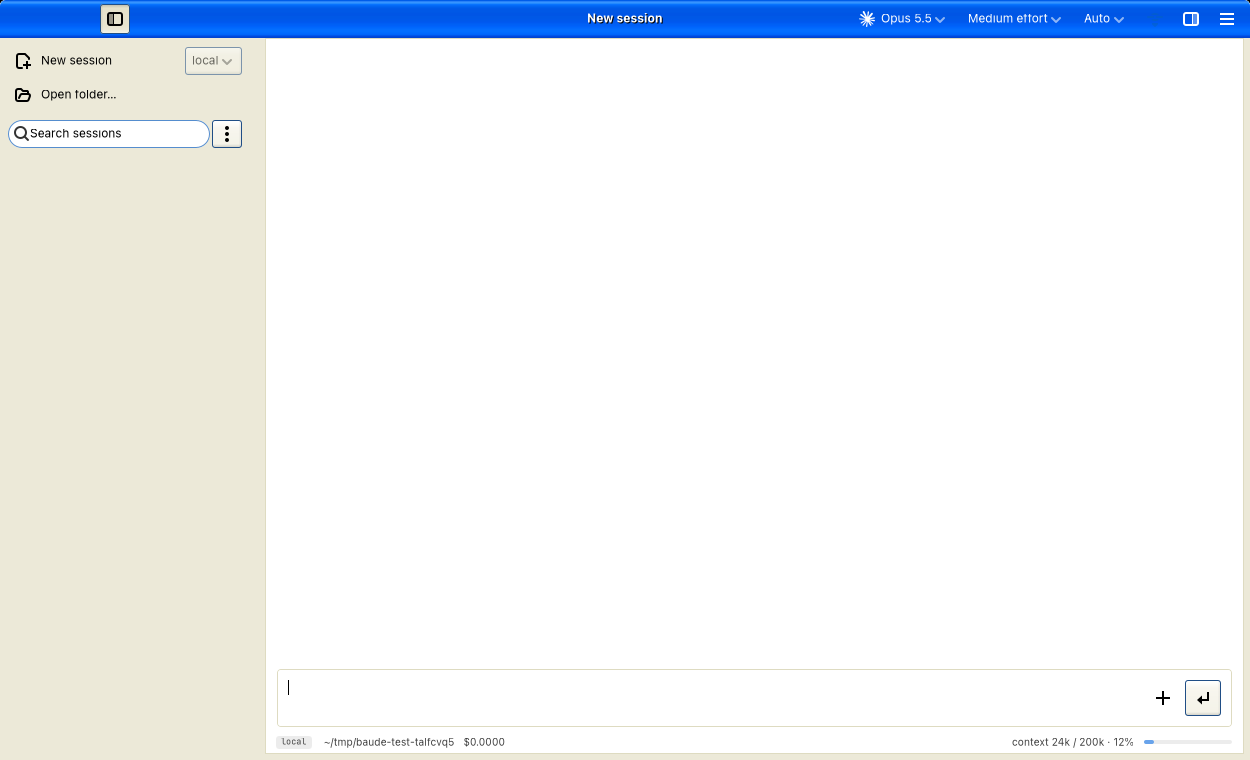 New session
Opus 5.5
Medium effort
Auto
New session
local
Open folder...
Search sessions
local
~/tmp/baude-test-talfcvq5
$0.0000
context 24k / 200k · 12%